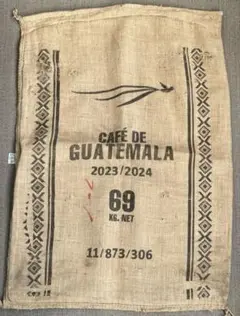 CAFÉ DE
GUATEMALA
2023/2024
69
KG. NET
11/873/306